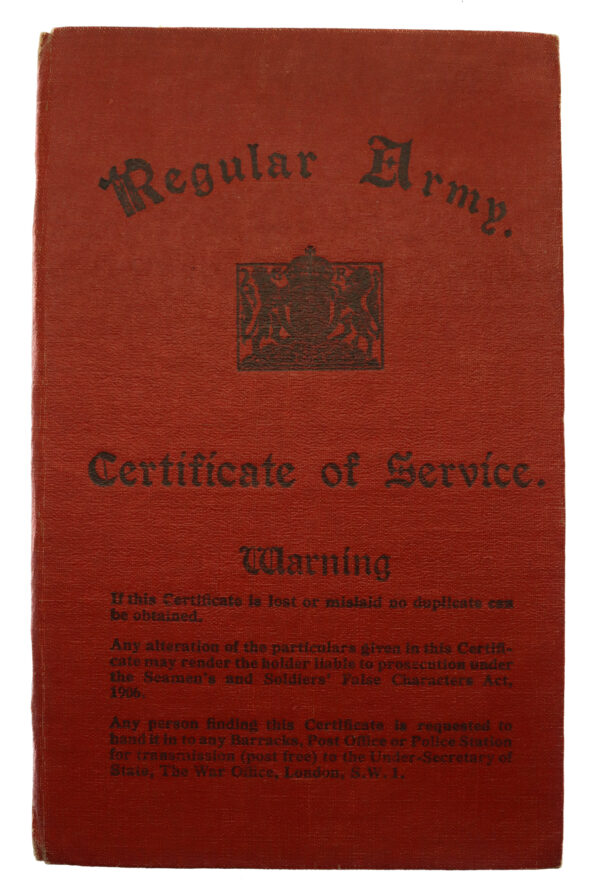 Regular Army.
Certificate of Service.
Warning
If this Certificate is lost or mislaid no duplicate can
be obtained.
Any alteration of the particulars given in this Certifi-
cate may render the holder liable to prosecution under
the Seamen's and Soldiers' False Characters Act,
1906.
Any person finding this Certificate is requested to
hand it in to any Barracks, Post Office or Police Station
for transmission (post free) to the Under-Secretary of
State, The War Office, London, S.W.1.